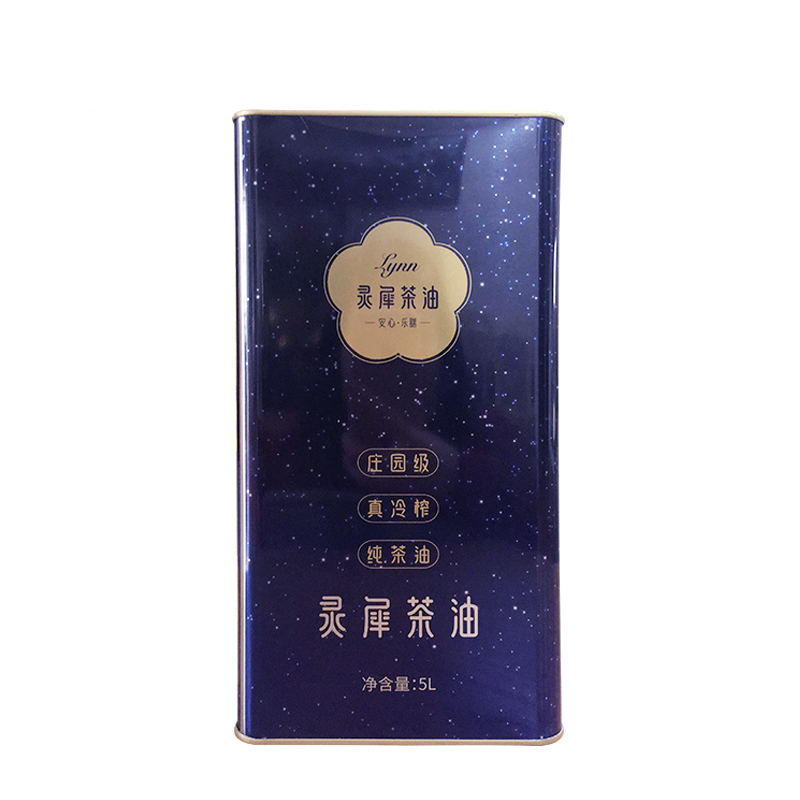 Lynn
灵犀茶油
安心·乐膳
庄园级
真冷榨
纯茶油
灵犀茶油
净含量:5L